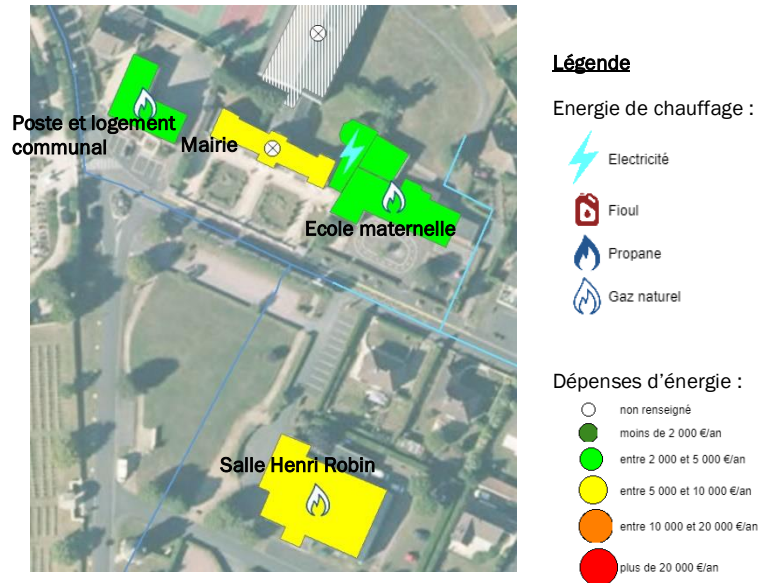 Poste et logement
communal
Mairie
Ecole maternelle
Salle Henri Robin
Légende
Energie de chauffage :
Electricité
Fioul
Propane
Gaz naturel
Dépenses d’énergie :
non renseigné
moins de 2 000 €/an
entre 2 000 et 5 000 €/an
entre 5 000 et 10 000 €/an
entre 10 000 et 20 000 €/an
plus de 20 000 €/an